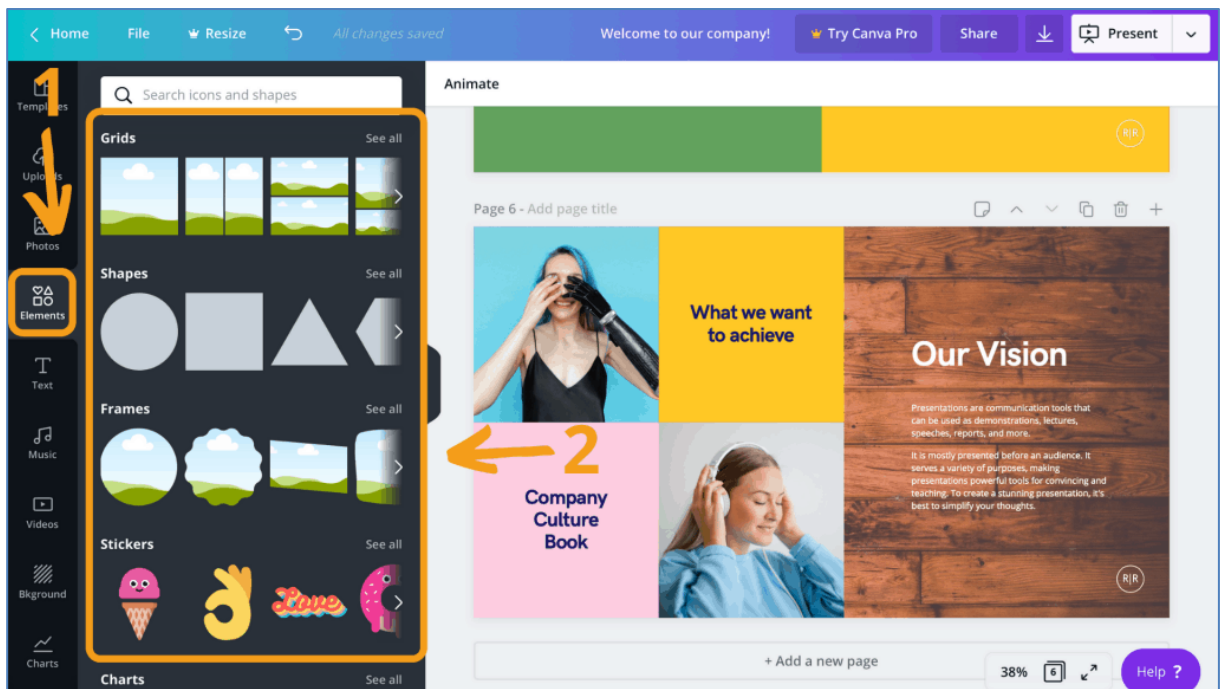 Home
File
Resize
All changes saved
Welcome to our company!
Try Canva Pro
Share
Present
1
Templates
Uploads
Photos
Elements
Text
Music
Videos
Bkground
Charts
Search icons and shapes
Grids
See all
Shapes
See all
Frames
See all
Stickers
See all
Love
Charts
See all
2
Animate
R|R
Page 6 - Add page title
What we want
to achieve
Company
Culture
Book
Our Vision
Presentations are communication tools that
can be used as demonstrations, lectures,
speeches, reports, and more.
It is mostly presented before an audience. It
serves a variety of purposes, making
presentations powerful tools for convincing and
teaching. To create a stunning presentation, it's
best to simplify your thoughts.
R|R
+ Add a new page
38%
6
Help ?